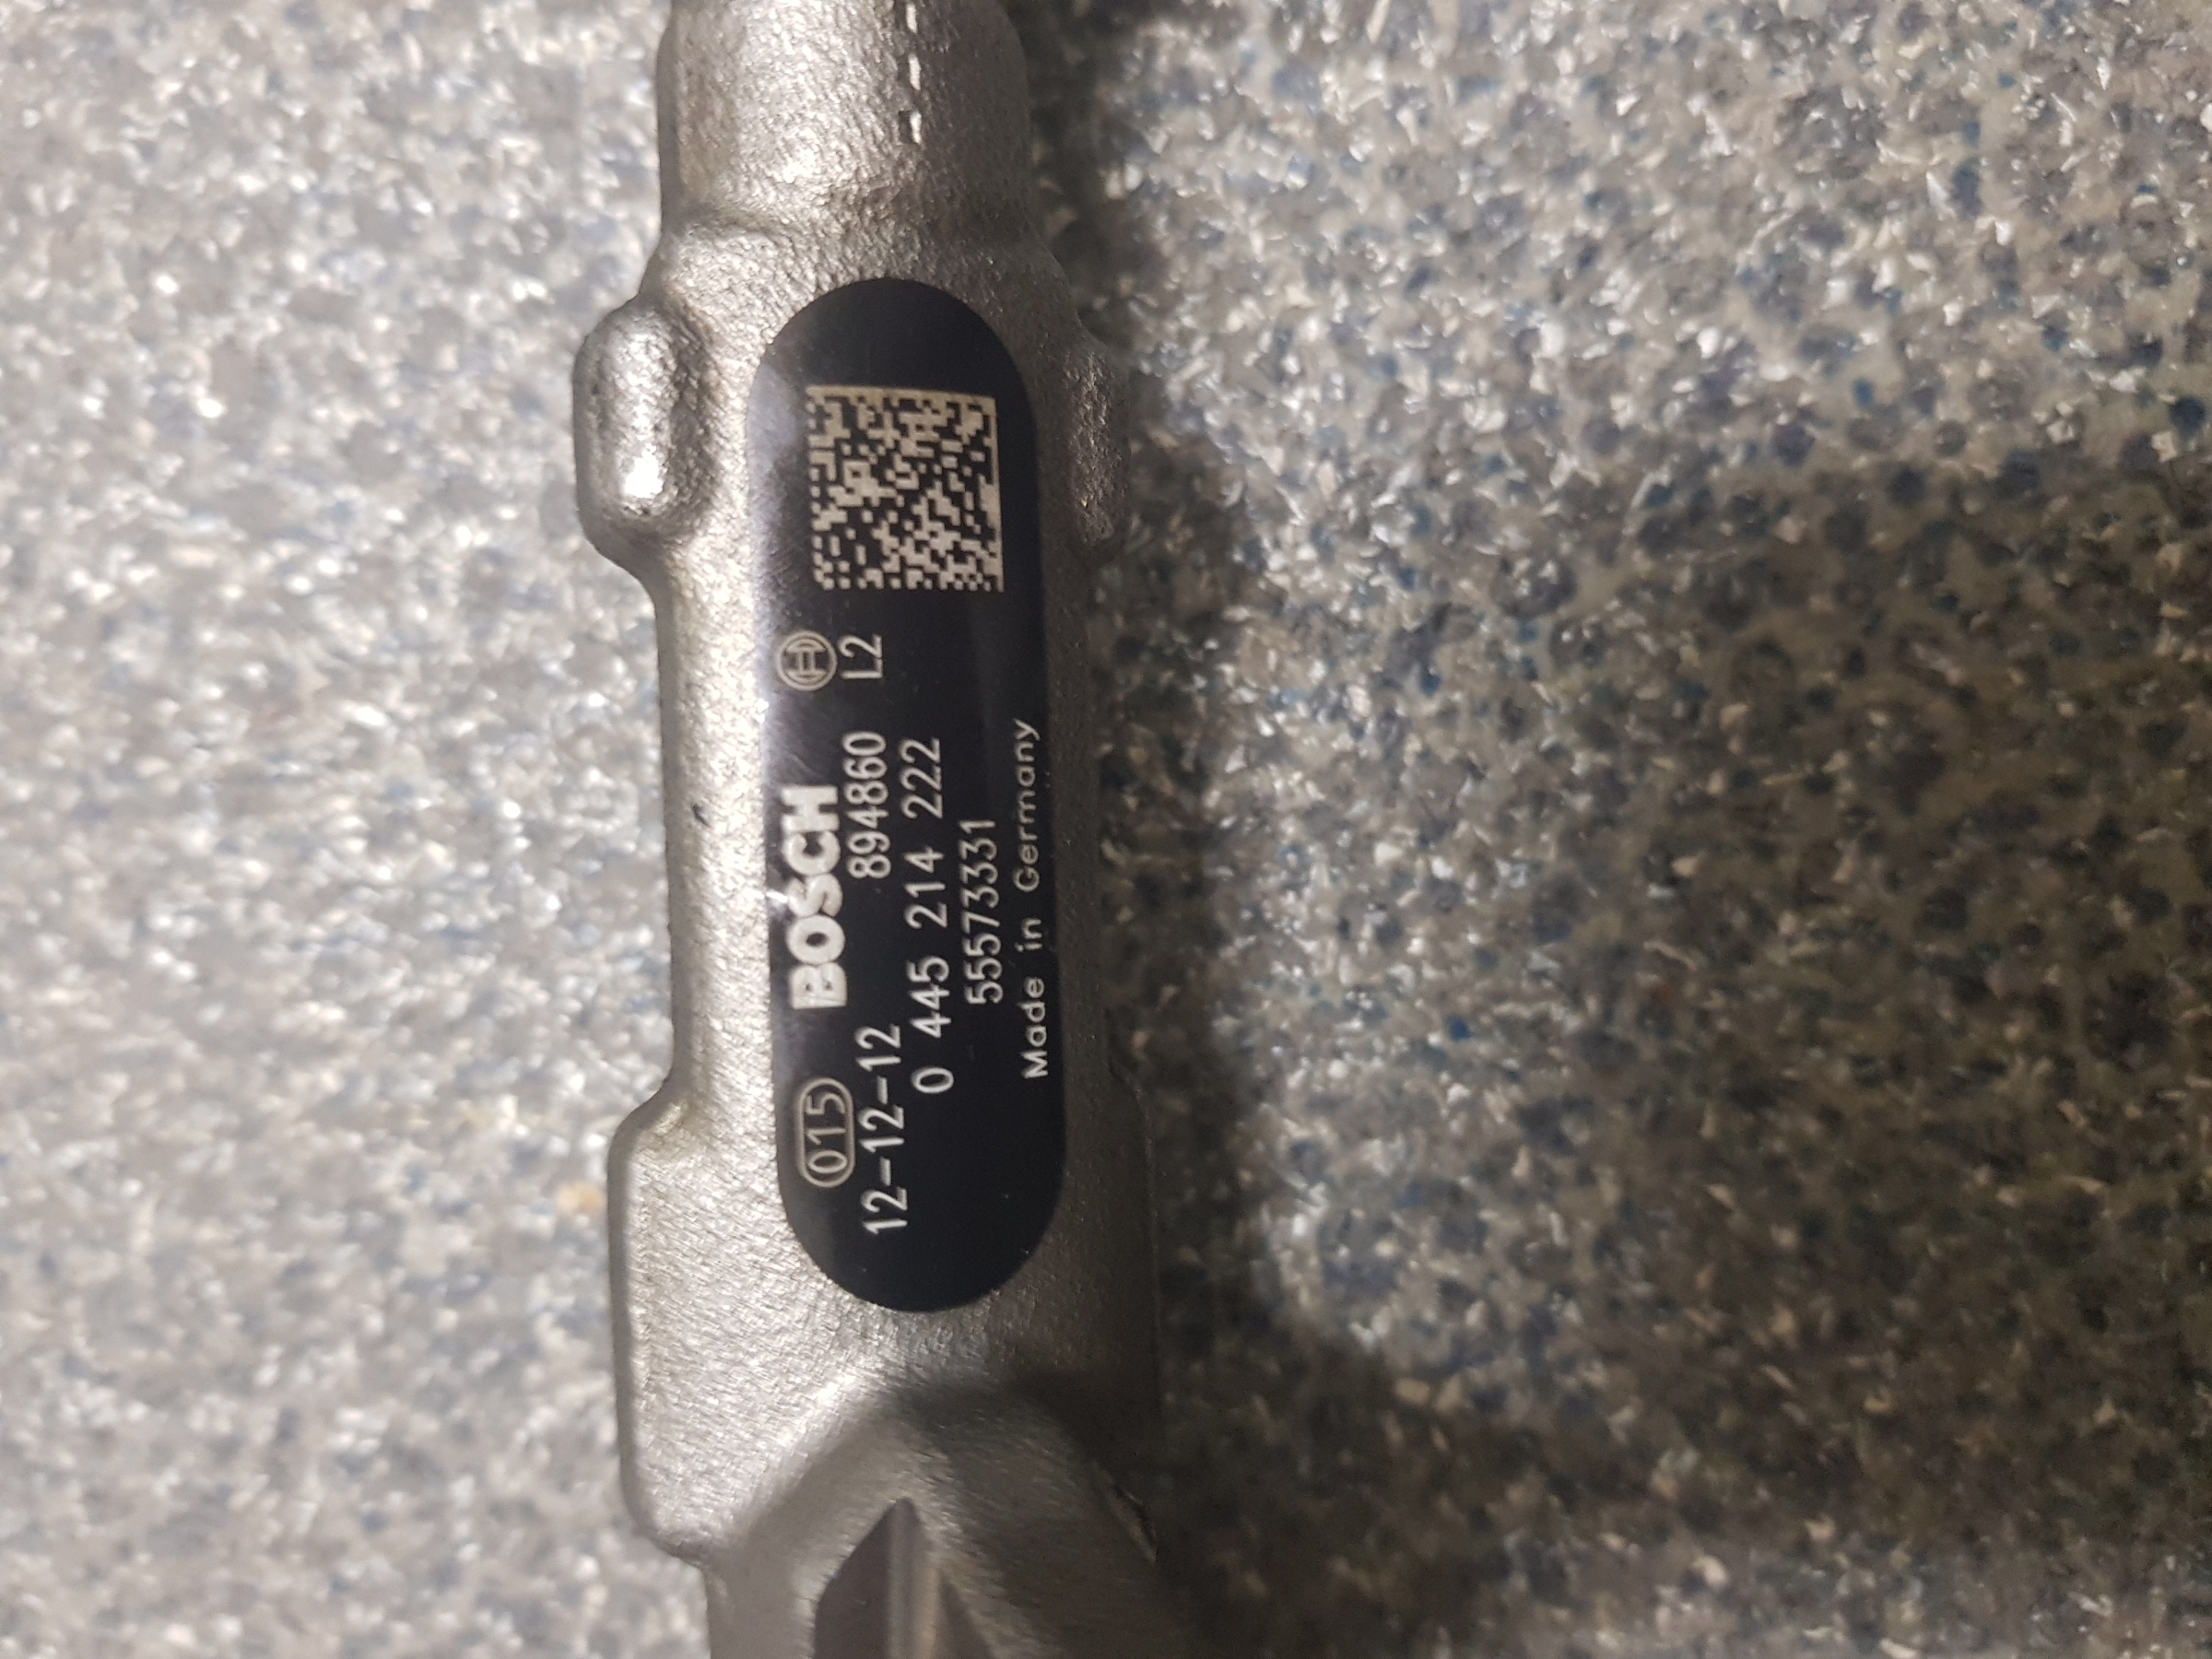 015 BOSCH
12-12-12 894860 L2
0 445 214 222
55573331
Made in Germany